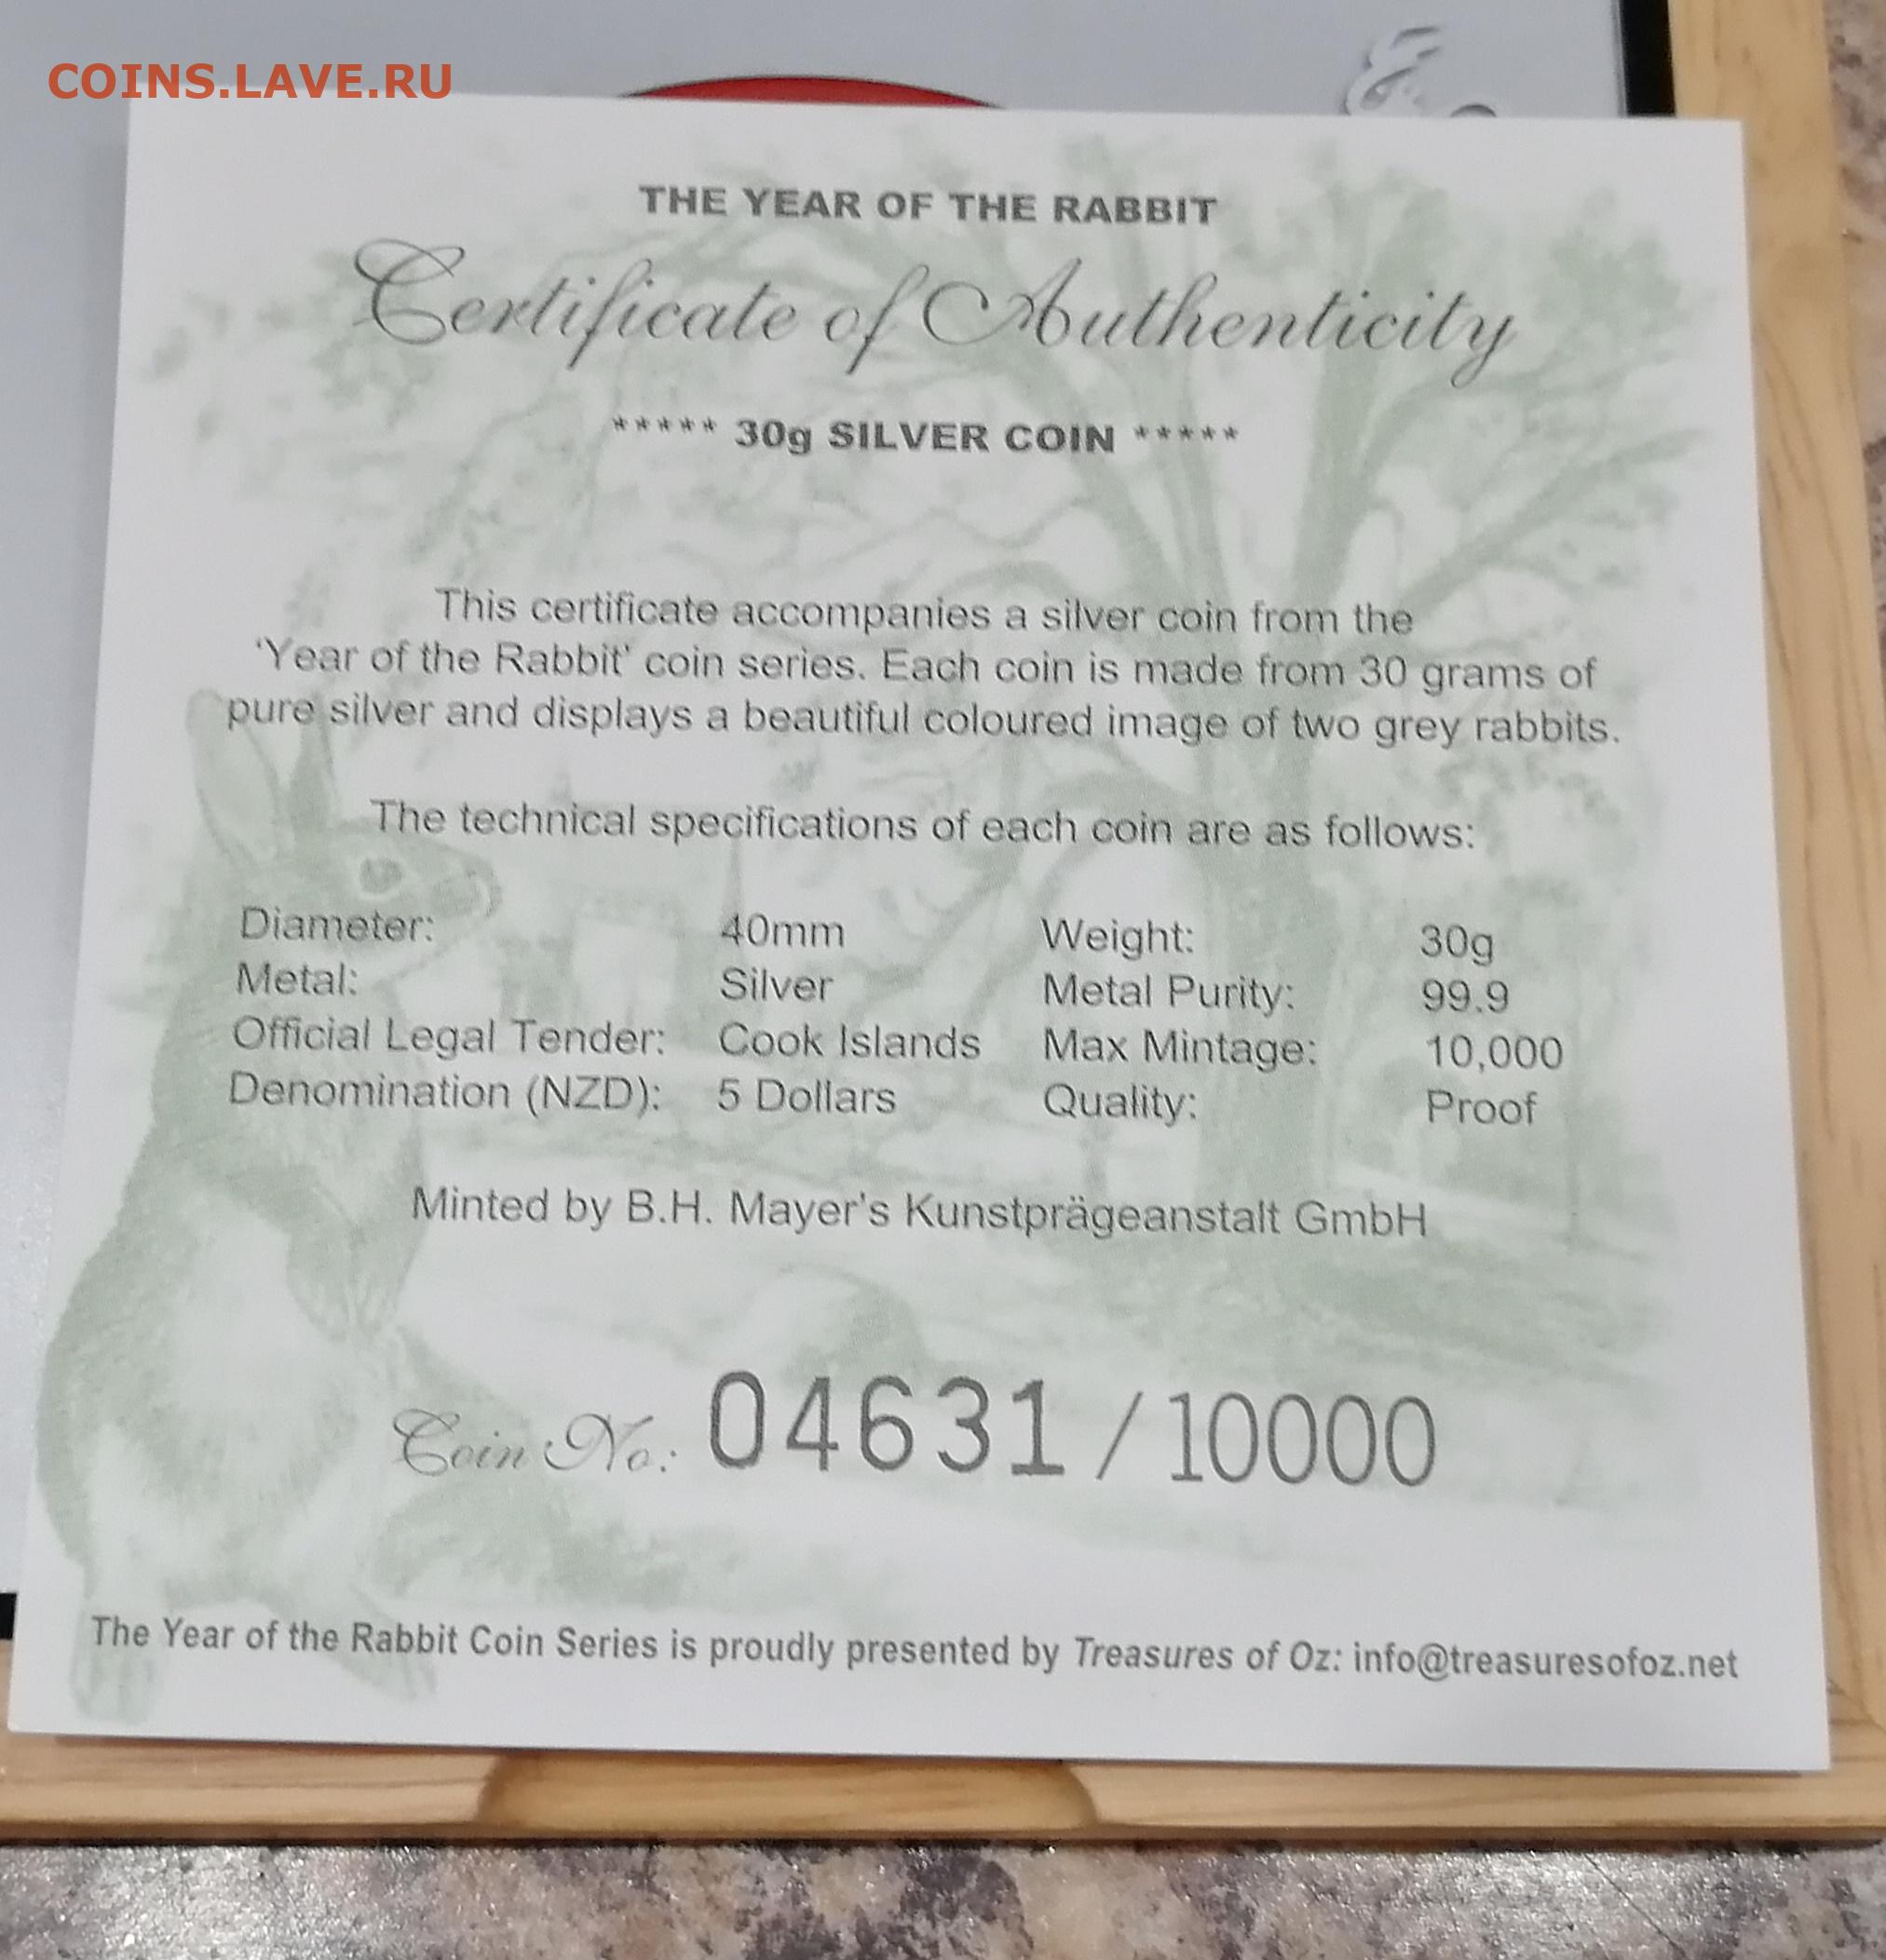 COINS.LAVE.RU
THE YEAR OF THE RABBIT
Certificate of Authenticity
***** 30g SILVER COIN *****
This certificate accompanies a silver coin from the
‘Year of the Rabbit’ coin series. Each coin is made from 30 grams of
pure silver and displays a beautiful coloured image of two grey rabbits.
The technical specifications of each coin are as follows:
Diameter: 40mm Weight: 30g
Metal: Silver Metal Purity: 99.9
Official Legal Tender: Cook Islands Max Mintage: 10,000
Denomination (NZD): 5 Dollars Quality: Proof
Minted by B.H. Mayer's Kunstprägeanstalt GmbH
Coin No.: 04631 / 10000
The Year of the Rabbit Coin Series is proudly presented by Treasures of Oz: info@treasuresofoz.net